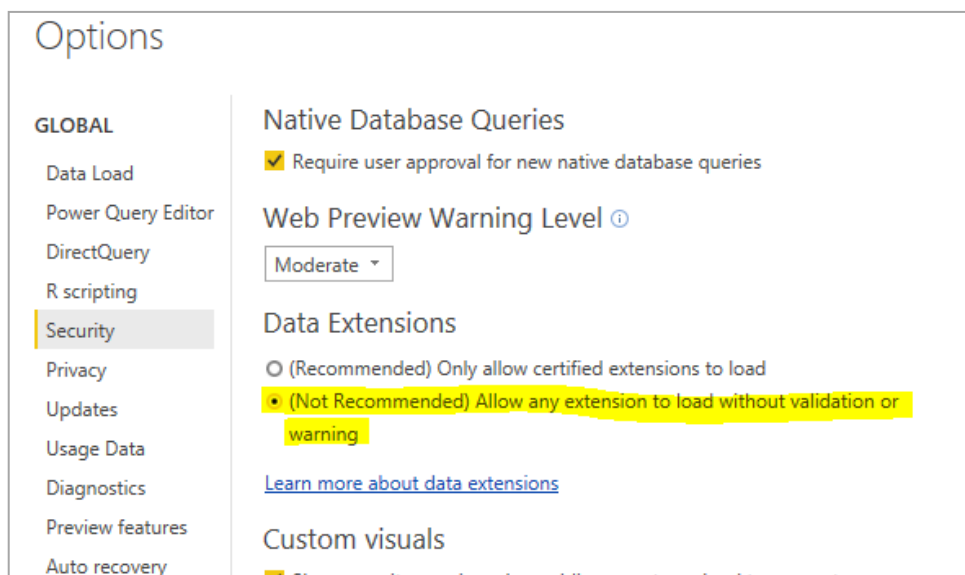 Options
GLOBAL
Data Load
Power Query Editor
DirectQuery
R scripting
Security
Privacy
Updates
Usage Data
Diagnostics
Preview features
Auto recovery
Native Database Queries
Require user approval for new native database queries
Web Preview Warning Level
Moderate
Data Extensions
(Recommended) Only allow certified extensions to load
(Not Recommended) Allow any extension to load without validation or
warning
Learn more about data extensions
Custom visuals